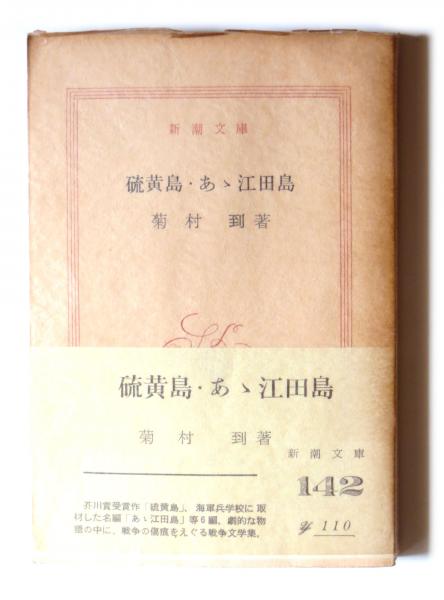 新潮文庫
硫黄島・あゝ江田島
菊村到著
硫黄島・あゝ江田島
菊村到著
新潮文庫
142
芥川賞受賞作「硫黄島」、海軍兵学校に取
材した名編「あゝ江田島」等6編。劇的な物
語の中に、戦争の傷痕をえぐる戦争文学集。
¥110